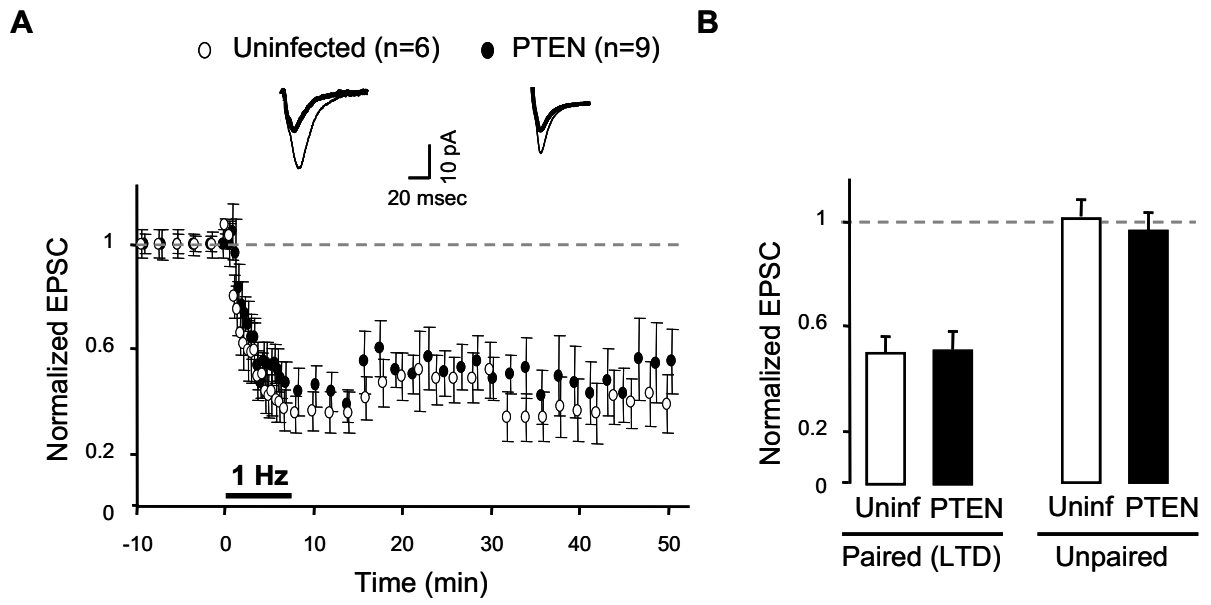 A
B
Uninfected (n=6) PTEN (n=9)
10 pA
20 msec
Normalized EPSC
1
0.6
0.2
0
1 Hz
-10 0 10 20 30 40 50
Time (min)
Normalized EPSC
1
0.6
0.2
0
Uninf PTEN Uninf PTEN
Paired (LTD) Unpaired